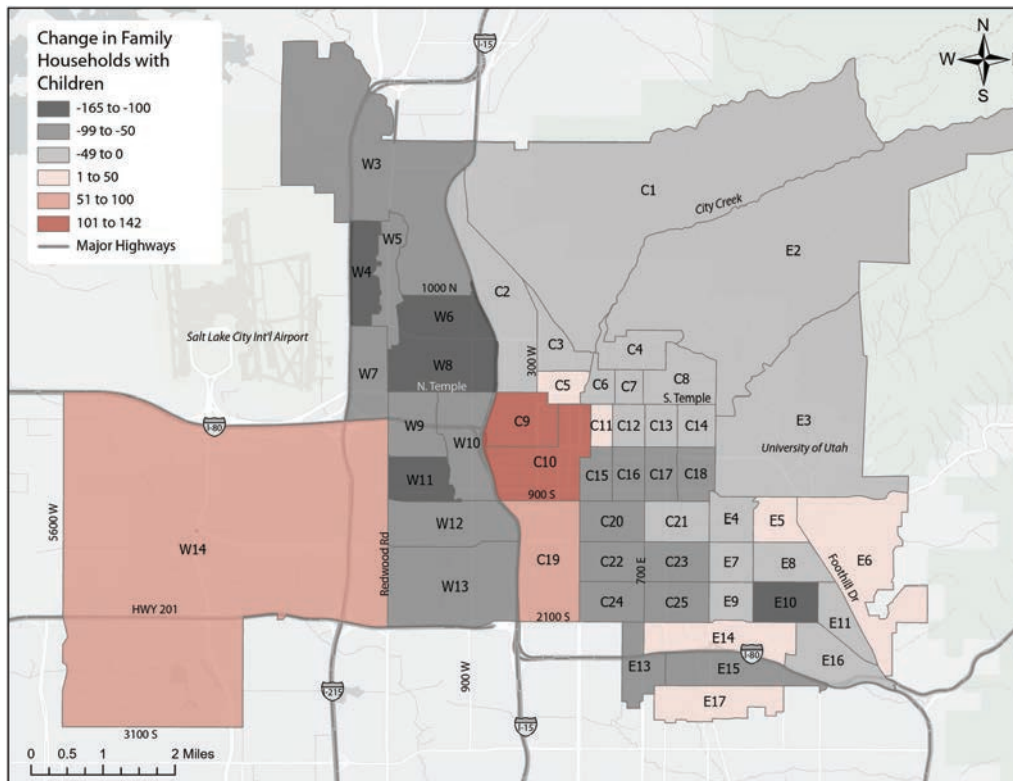 Change in Family
Households with
Children
-165 to -100
-99 to -50
-49 to 0
1 to 50
51 to 100
101 to 142
Major Highways
N
W
S
I-15
W3
C1
City Creek
W5
E2
W4
1000 N
C2
W6
Salt Lake City Int'l Airport
300 W
C3
C4
W7
W8
N. Temple
C5
C6
C7
C8
S. Temple
I-80
W9
W10
C9
C11
C12
C13
C14
E3
University of Utah
W11
C10
C15
C16
C17
C18
900 S
5600 W
W12
C20
C21
E4
E5
E6
W14
Redwood Rd
C19
C22
700 E
C23
E7
E8
Foothill Dr
W13
C24
C25
E9
E10
E11
HWY 201
2100 S
E14
I-80
E16
E13
E15
900 W
I-215
E17
I-15
3100 S
0 0.5 1 2 Miles